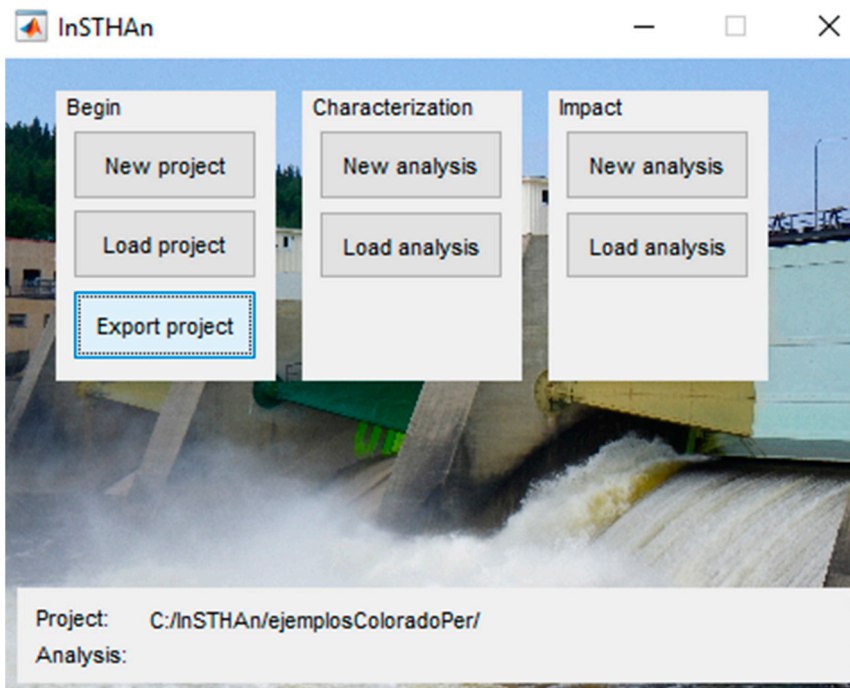 InSTHAn
Begin
New project
Load project
Export project
Characterization
New analysis
Load analysis
Impact
New analysis
Load analysis
Project: C:/InSTHAn/ejemplosColoradoPer/
Analysis: